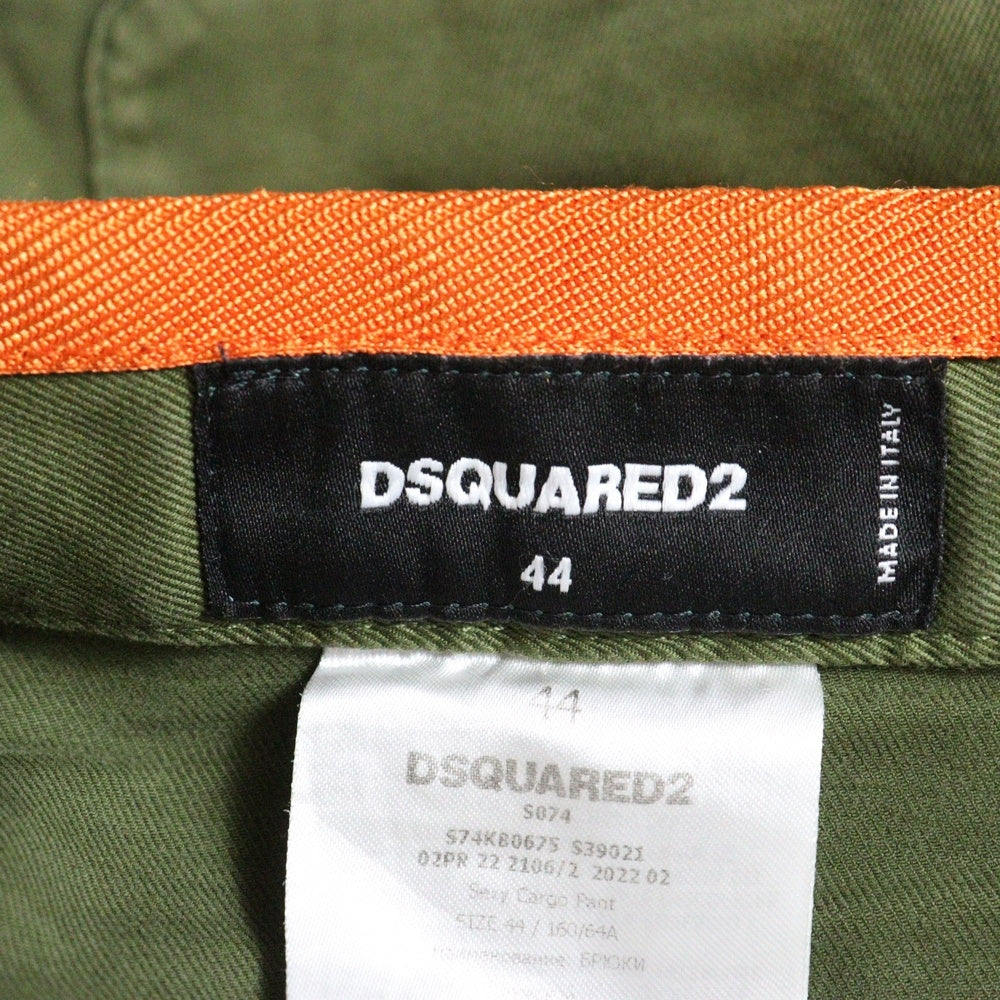 DSQUARED2
44
MADE IN ITALY
44
DSQUARED2
S074
S74KB0675 S39021
02PR 22 2106/2 2022 02
Sexy Cargo Pant
SIZE 44 / 160/64A
наименование: БРЮКИ